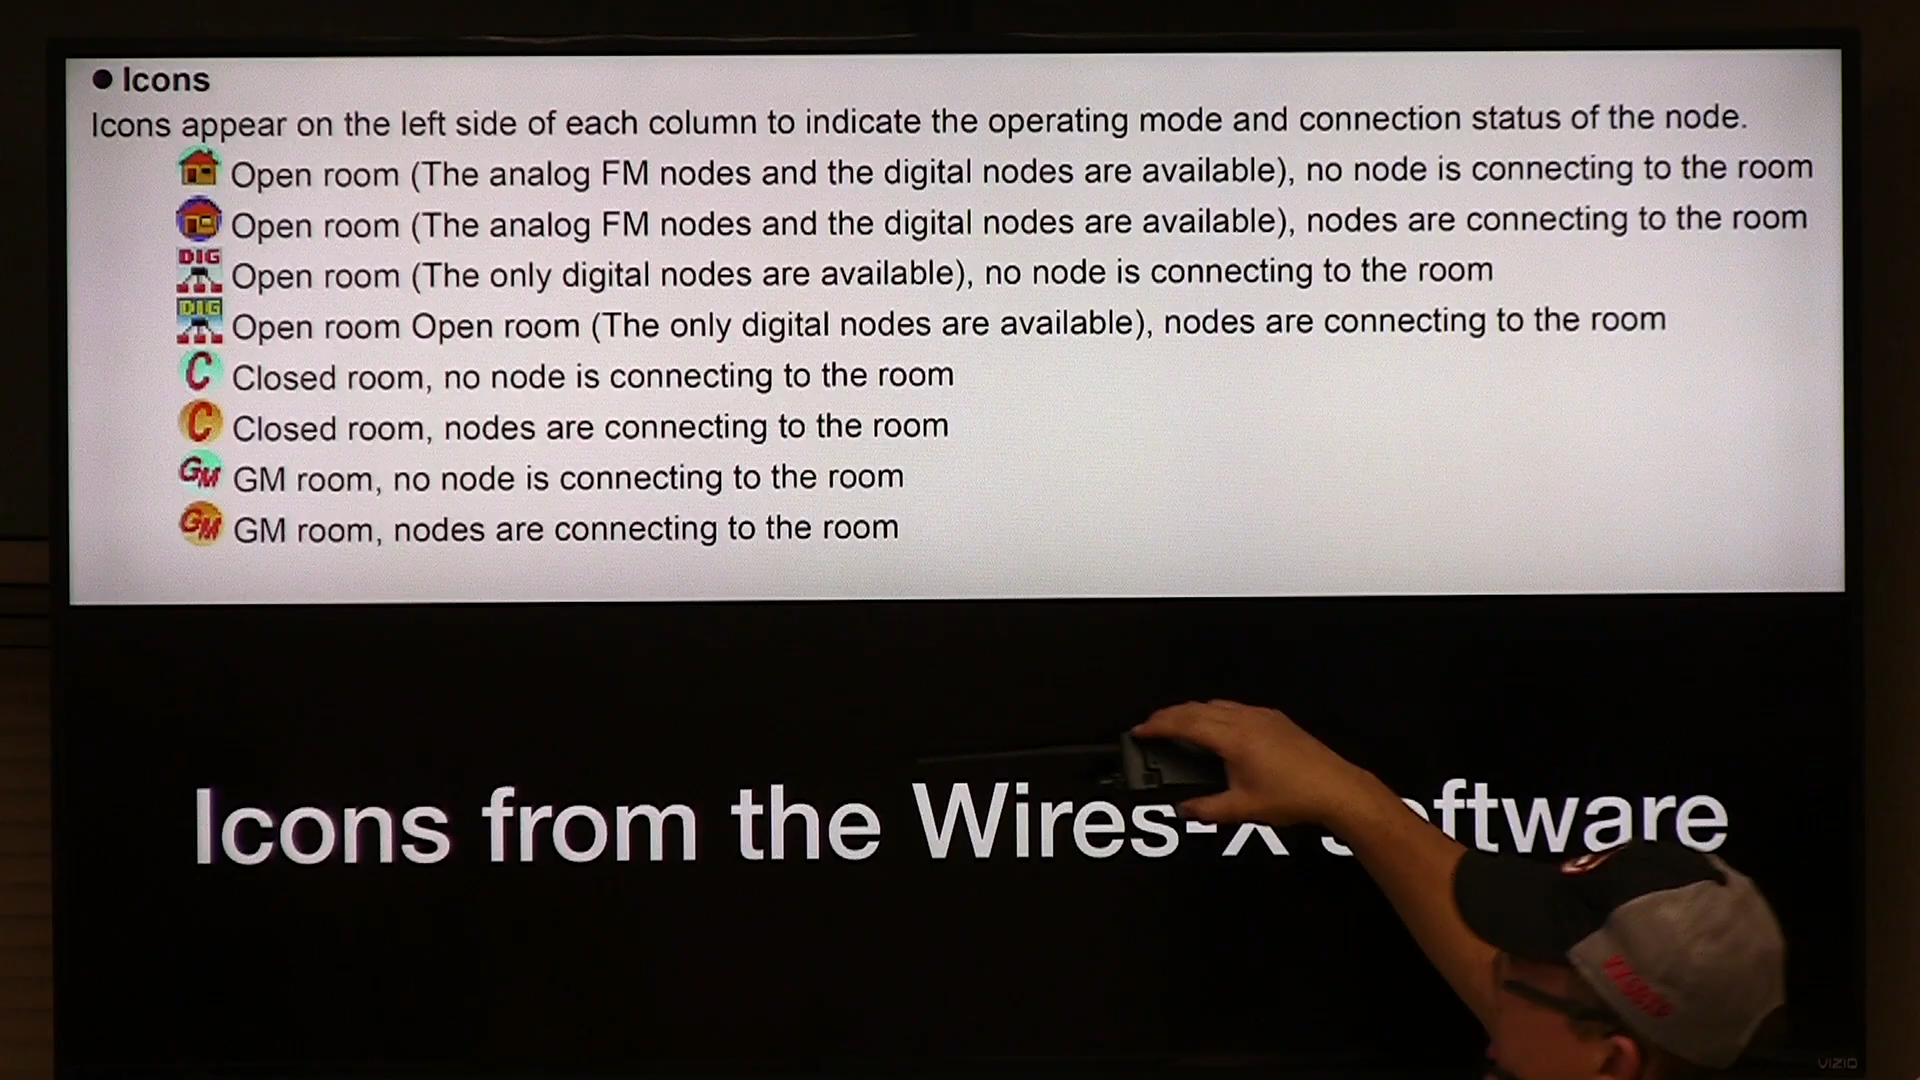 ● Icons
Icons appear on the left side of each column to indicate the operating mode and connection status of the node.
Open room (The analog FM nodes and the digital nodes are available), no node is connecting to the room
Open room (The analog FM nodes and the digital nodes are available), nodes are connecting to the room
DIG Open room (The only digital nodes are available), no node is connecting to the room
DIG Open room Open room (The only digital nodes are available), nodes are connecting to the room
C Closed room, no node is connecting to the room
C Closed room, nodes are connecting to the room
GM GM room, no node is connecting to the room
GM GM room, nodes are connecting to the room
Icons from the Wires-X Software
VIZIO